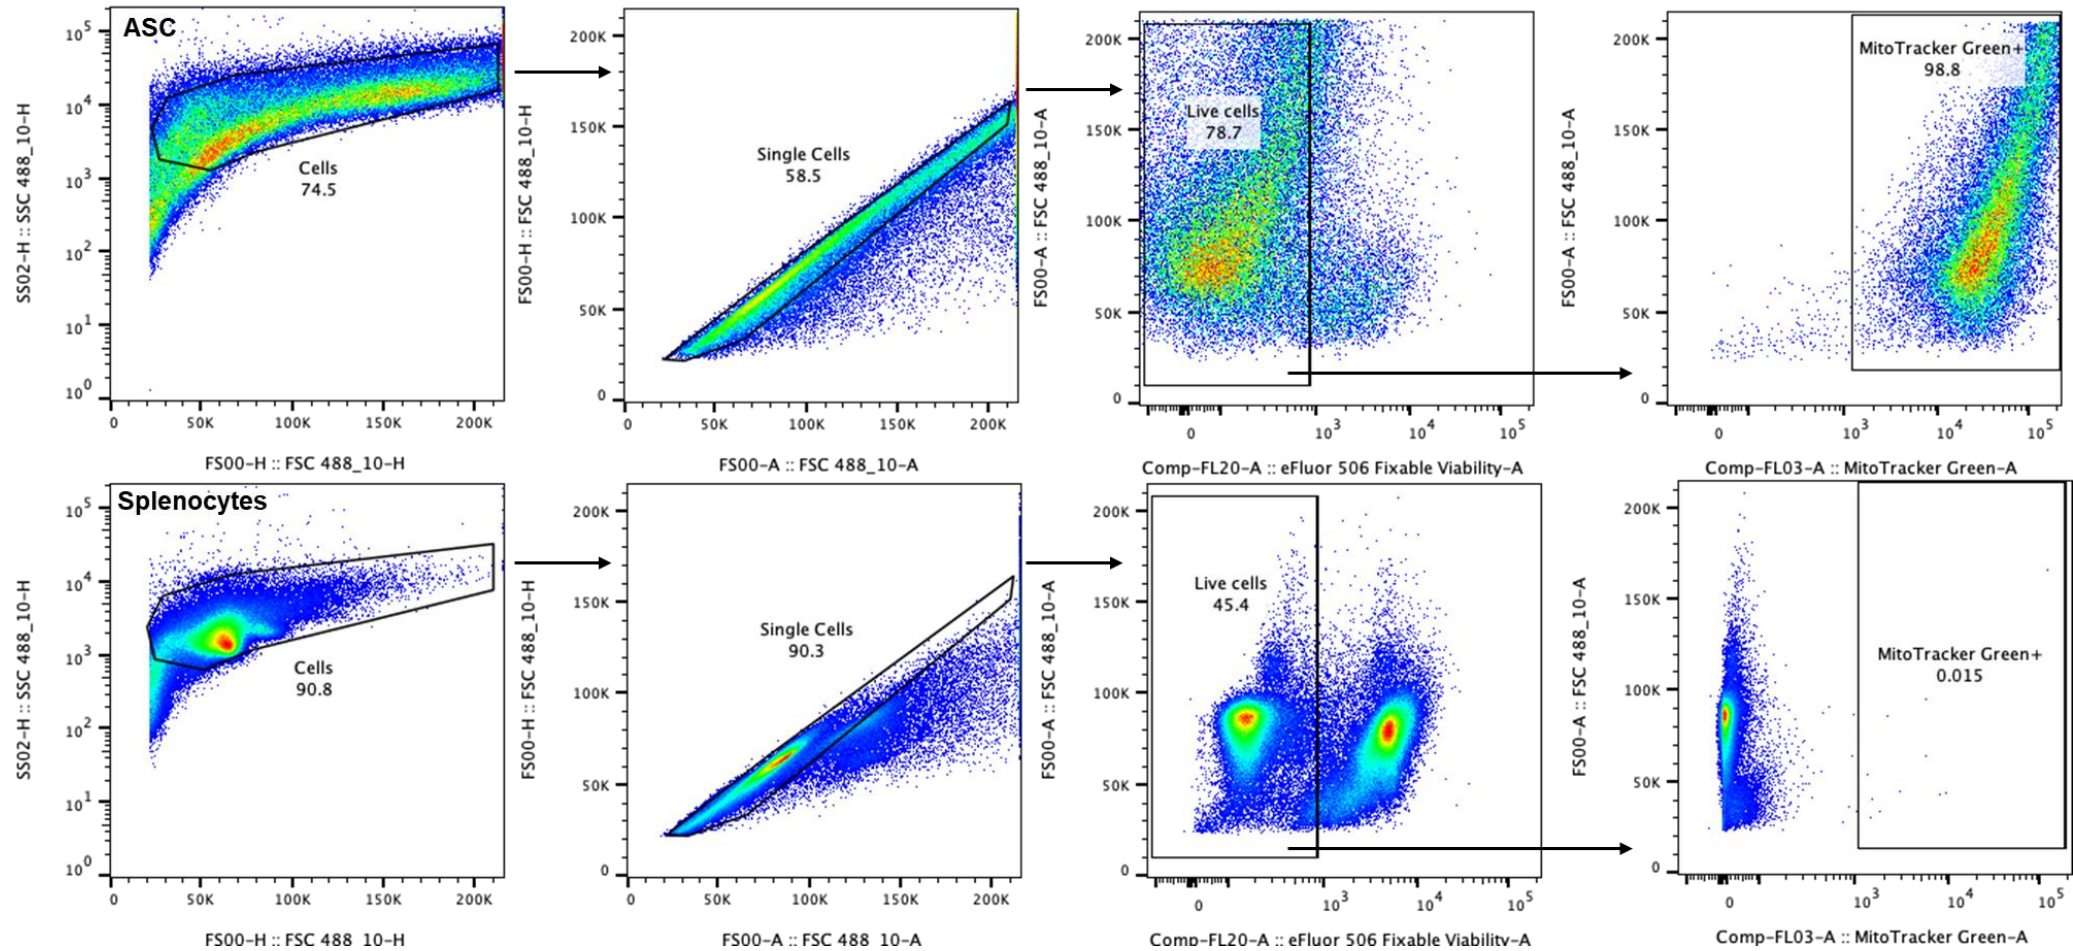 ASC
SS02-H :: SSC 488_10-H
10^5
10^4
10^3
10^2
10^1
10^0
Cells
74.5
0 50K 100K 150K 200K
FS00-H :: FSC 488_10-H
FS00-H :: FSC 488_10-H
200K
150K
100K
50K
0
Single Cells
58.5
0 50K 100K 150K 200K
FS00-A :: FSC 488_10-A
FS00-A :: FSC 488_10-A
200K
150K
100K
50K
0
Live cells
78.7
0 10^3 10^4 10^5
Comp-FL20-A :: eFluor 506 Fixable Viability-A
FS00-A :: FSC 488_10-A
200K
150K
100K
50K
0
MitoTracker Green+
98.8
0 10^3 10^4 10^5
Comp-FL03-A :: MitoTracker Green-A
Splenocytes
SS02-H :: SSC 488_10-H
10^5
10^4
10^3
10^2
10^1
10^0
Cells
90.8
0 50K 100K 150K 200K
FS00-H :: FSC 488_10-H
FS00-H :: FSC 488_10-H
200K
150K
100K
50K
0
Single Cells
90.3
0 50K 100K 150K 200K
FS00-A :: FSC 488_10-A
FS00-A :: FSC 488_10-A
200K
150K
100K
50K
0
Live cells
45.4
0 10^3 10^4 10^5
Comp-FL20-A :: eFluor 506 Fixable Viability-A
FS00-A :: FSC 488_10-A
200K
150K
100K
50K
0
MitoTracker Green+
0.015
0 10^3 10^4 10^5
Comp-FL03-A :: MitoTracker Green-A